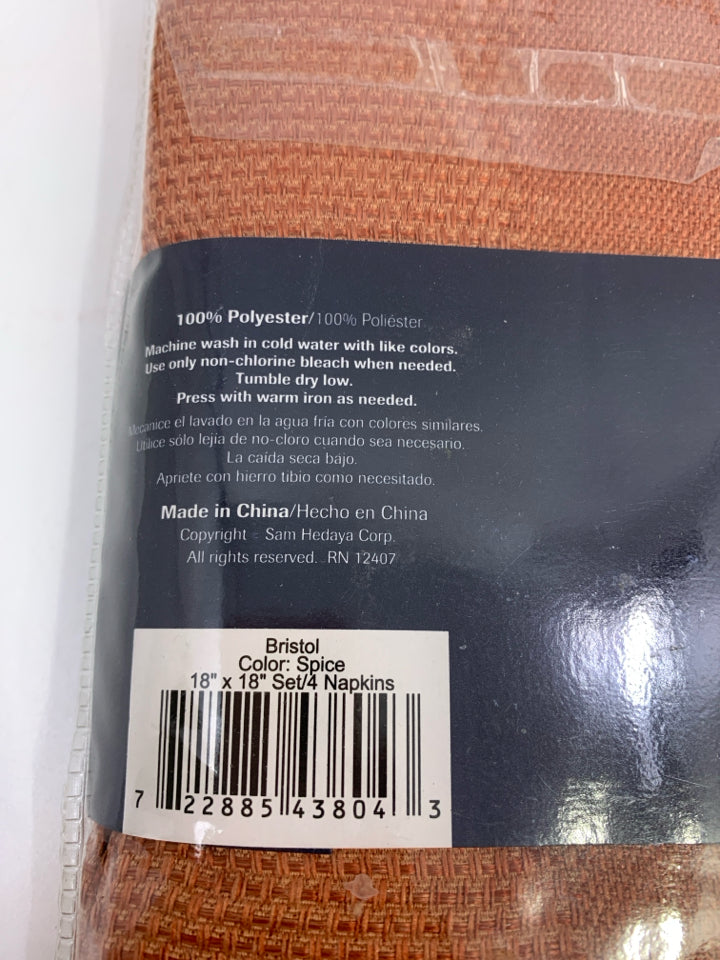 100% Polyester/100% Poliéster
Machine wash in cold water with like colors.
Use only non-chlorine bleach when needed.
Tumble dry low.
Press with warm iron as needed.
Mecanice el lavado en la agua fría con colores similares.
Utilice sólo lejía de no-cloro cuando sea necesario.
La caída seca bajo.
Apriete con hierro tibio como necesitado.
Made in China/Hecho en China
Copyright Sam Hedaya Corp.
All rights reserved. RN 12407
Bristol
Color: Spice
18" x 18" Set/4 Napkins
7 22885 43804 3